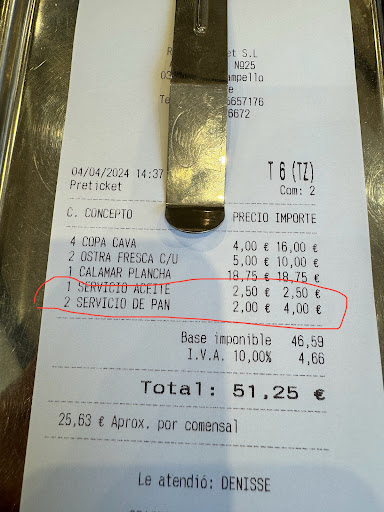 S.L
Nº25
03
ampello
Te
5657176
6672
04/04/2024 14:37 T 6 (TZ)
Preticket Com: 2
C. CONCEPTO PRECIO IMPORTE
4 COPA CAVA 4,00 € 16,00 €
2 OSTRA FRESCA C/U 5,00 € 10,00 €
1 CALAMAR PLANCHA 18,75 € 18,75 €
1 SERVICIO ACEITE 2,50 € 2,50 €
2 SERVICIO DE PAN 2,00 € 4,00 €
Base imponible 46,59
I.V.A. 10,00% 4,66
Total: 51,25 €
25,63 € Aprox. por comensal
Le atendió: DENISSE